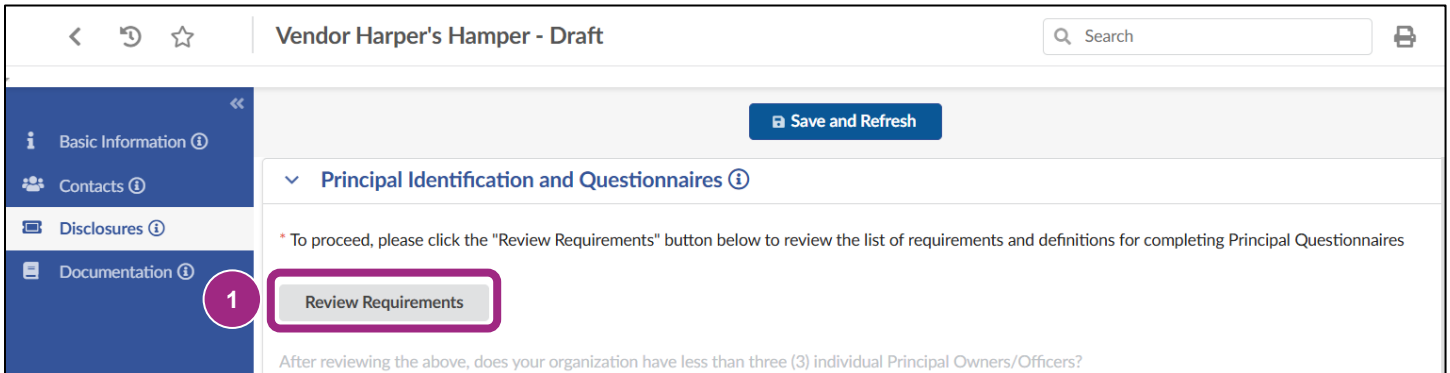 Vendor Harper's Hamper - Draft
Search
Save and Refresh
Basic Information
Contacts
Disclosures
Documentation
Principal Identification and Questionnaires
* To proceed, please click the "Review Requirements" button below to review the list of requirements and definitions for completing Principal Questionnaires
1
Review Requirements
After reviewing the above, does your organization have less than three (3) individual Principal Owners/Officers?